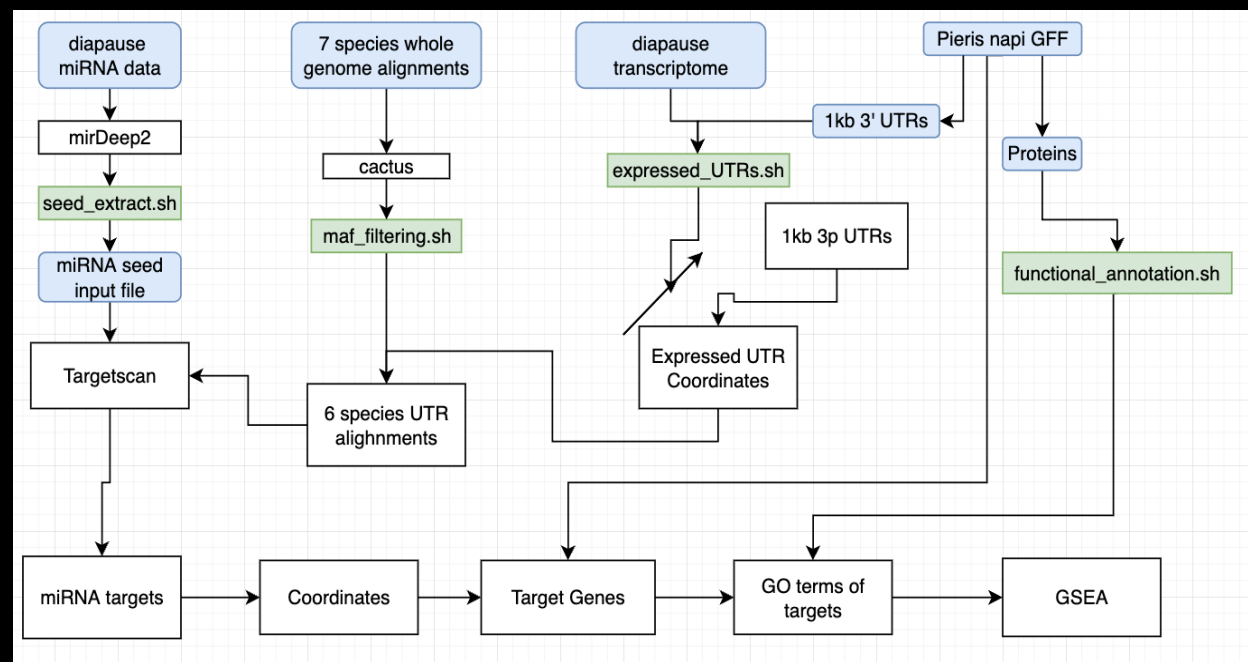 diapause
miRNA data
7 species whole
genome alignments
diapause
transcriptome
Pieris napi GFF
1kb 3' UTRs
mirDeep2
Proteins
cactus
expressed_UTRs.sh
seed_extract.sh
maf_filtering.sh
1kb 3p UTRs
functional_annotation.sh
miRNA seed
input file
Targetscan
Expressed UTR
Coordinates
6 species UTR
alighnments
miRNA targets
Coordinates
Target Genes
GO terms of
targets
GSEA